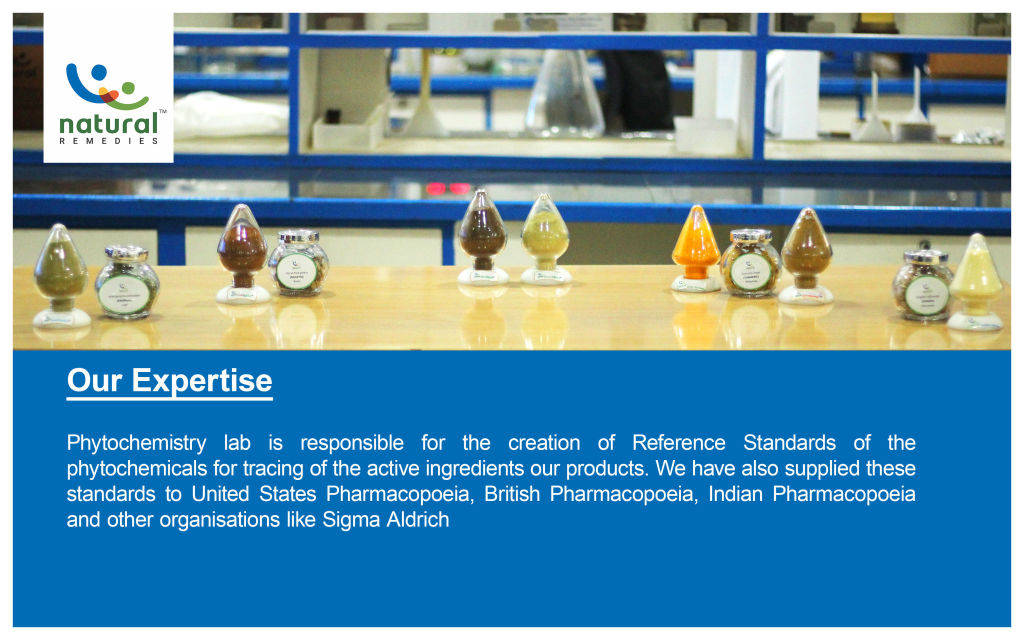 natural™
REMEDIES
Our Expertise
Phytochemistry lab is responsible for the creation of Reference Standards of the
phytochemicals for tracing of the active ingredients our products. We have also supplied these
standards to United States Pharmacopoeia, British Pharmacopoeia, Indian Pharmacopoeia
and other organisations like Sigma Aldrich